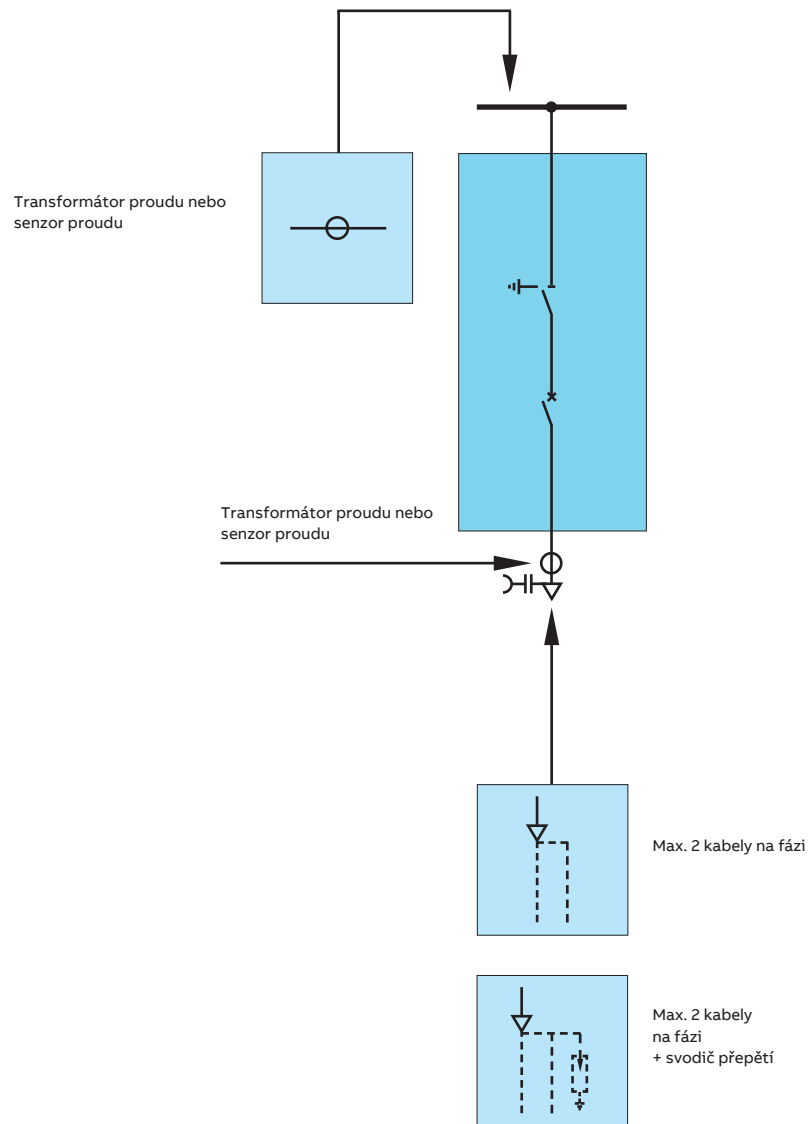 Transformátor proudu nebo
senzor proudu
Transformátor proudu nebo
senzor proudu
Max. 2 kabely na fázi
Max. 2 kabely
na fázi
+ svodič přepětí